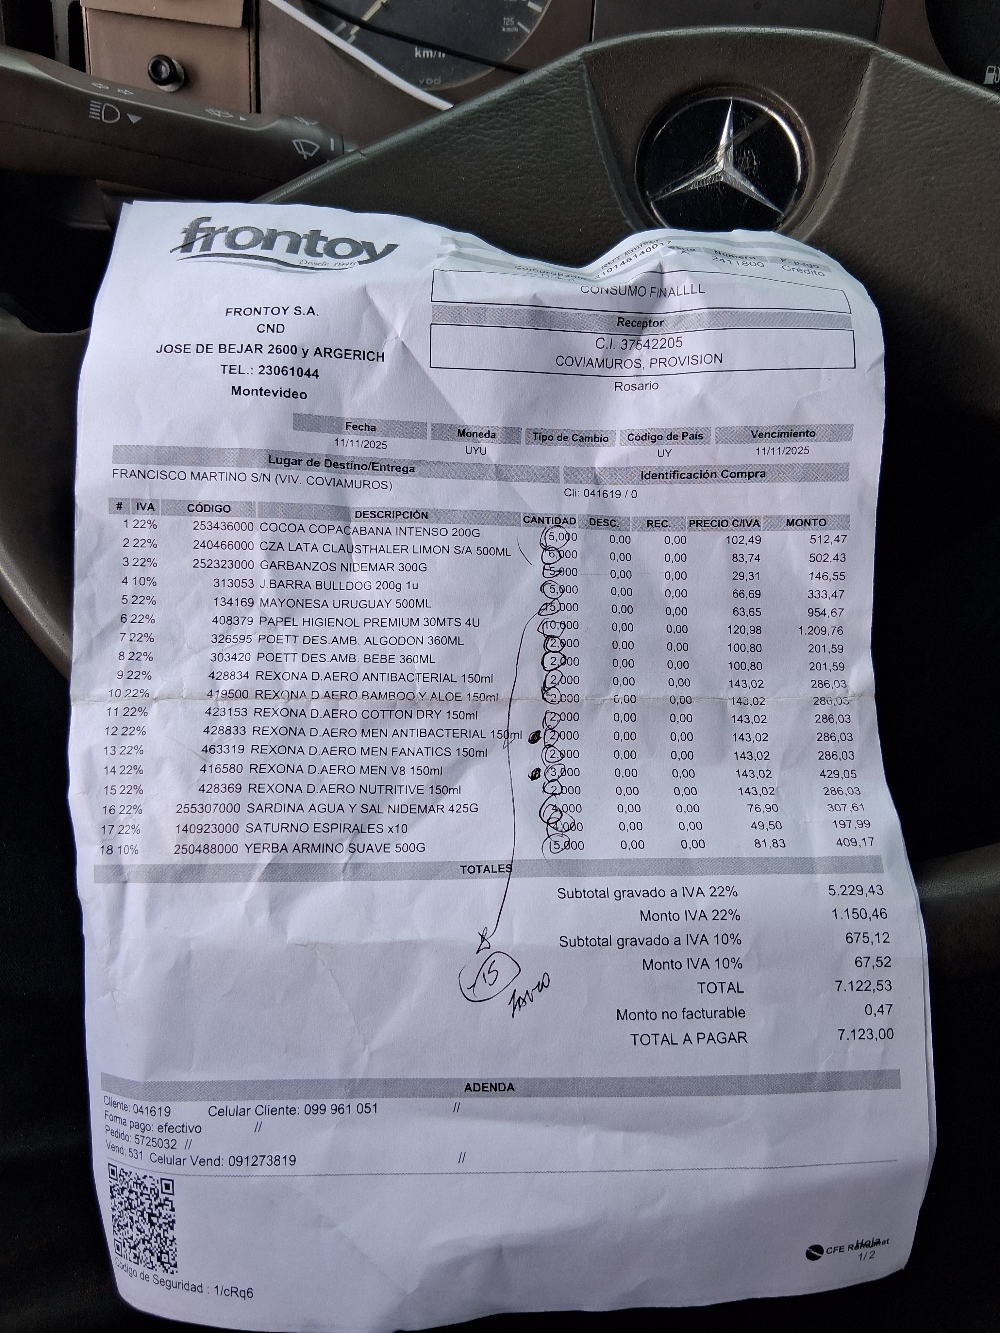 125
km/h
vdo
frontoy
Desde
Número
2411800
Crédito
CONSUMO FINALLLL
FRONTOY S.A.
CND
JOSE DE BEJAR 2600 y ARGERICH
TEL.: 23061044
Montevideo
Receptor
C.I. 37542205
COVIAMUROS, PROVISION
Rosario
Fecha Moneda Tipo de Cambio Código de País Vencimiento
11/11/2025 UYU UY 11/11/2025
Lugar de Destino/Entrega Identificación Compra
FRANCISCO MARTINO S/N (VIV. COVIAMUROS) Cli: 041619 / 0
# IVA CÓDIGO DESCRIPCIÓN CANTIDAD DESC. REC. PRECIO C/IVA MONTO
1 22% 253436000 COCOA COPACABANA INTENSO 200G 5,000 0,00 0,00 102,49 512,47
2 22% 240466000 CZA LATA CLAUSTHALER LIMON S/A 500ML 6,000 0,00 0,00 83,74 502,43
3 22% 252323000 GARBANZOS NIDEMAR 300G 5,000 0,00 0,00 29,31 146,55
4 10% 313053 J.BARRA BULLDOG 200g 1u 5,000 0,00 0,00 66,69 333,47
5 22% 134169 MAYONESA URUGUAY 500ML 15,000 0,00 0,00 63,65 954,67
6 22% 408379 PAPEL HIGIENOL PREMIUM 30MTS 4U 10,000 0,00 0,00 120,98 1.209,76
7 22% 326595 POETT DES.AMB. ALGODON 360ML 2,000 0,00 0,00 100,80 201,59
8 22% 303420 POETT DES.AMB. BEBE 360ML 2,000 0,00 0,00 100,80 201,59
9 22% 428834 REXONA D.AERO ANTIBACTERIAL 150ml 2,000 0,00 0,00 143,02 286,03
10 22% 419500 REXONA D.AERO BAMBOO Y ALOE 150ml 2,000 0,00 0,00 143,02 286,03
11 22% 423153 REXONA D.AERO COTTON DRY 150ml 2,000 0,00 0,00 143,02 286,03
12 22% 428833 REXONA D.AERO MEN ANTIBACTERIAL 150ml 2,000 0,00 0,00 143,02 286,03
13 22% 463319 REXONA D.AERO MEN FANATICS 150ml 2,000 0,00 0,00 143,02 286,03
14 22% 416580 REXONA D.AERO MEN V8 150ml 3,000 0,00 0,00 143,02 429,05
15 22% 428369 REXONA D.AERO NUTRITIVE 150ml 2,000 0,00 0,00 143,02 286,03
16 22% 255307000 SARDINA AGUA Y SAL NIDEMAR 425G 4,000 0,00 0,00 76,90 307,61
17 22% 140923000 SATURNO ESPIRALES x10 4,000 0,00 0,00 49,50 197,99
18 10% 250488000 YERBA ARMINO SUAVE 500G 5,000 0,00 0,00 81,83 409,17
TOTALES
Subtotal gravado a IVA 22% 5.229,43
Monto IVA 22% 1.150,46
Subtotal gravado a IVA 10% 675,12
Monto IVA 10% 67,52
TOTAL 7.122,53
Monto no facturable 0,47
TOTAL A PAGAR 7.123,00
-15
ADENDA
Cliente: 041619 Celular Cliente: 099 961 051 //
Forma pago: efectivo //
Pedido: 5725032 //
Vend: 531 Celular Vend: 091273819 //
Código de Seguridad : 1/cRq6
CFE
Hoja
1/2